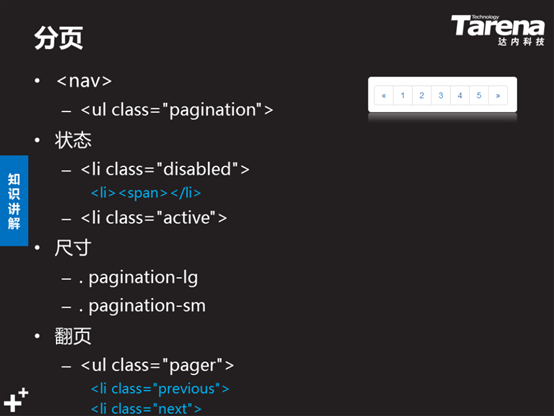 分页
Technology
Tarena
达内科技
• <nav>
– <ul class="pagination">
« 1 2 3 4 5 »
• 状态
– <li class="disabled">
<li><span></li>
– <li class="active">
知识讲解
• 尺寸
– . pagination-lg
– . pagination-sm
• 翻页
– <ul class="pager">
<li class="previous">
<li class="next">